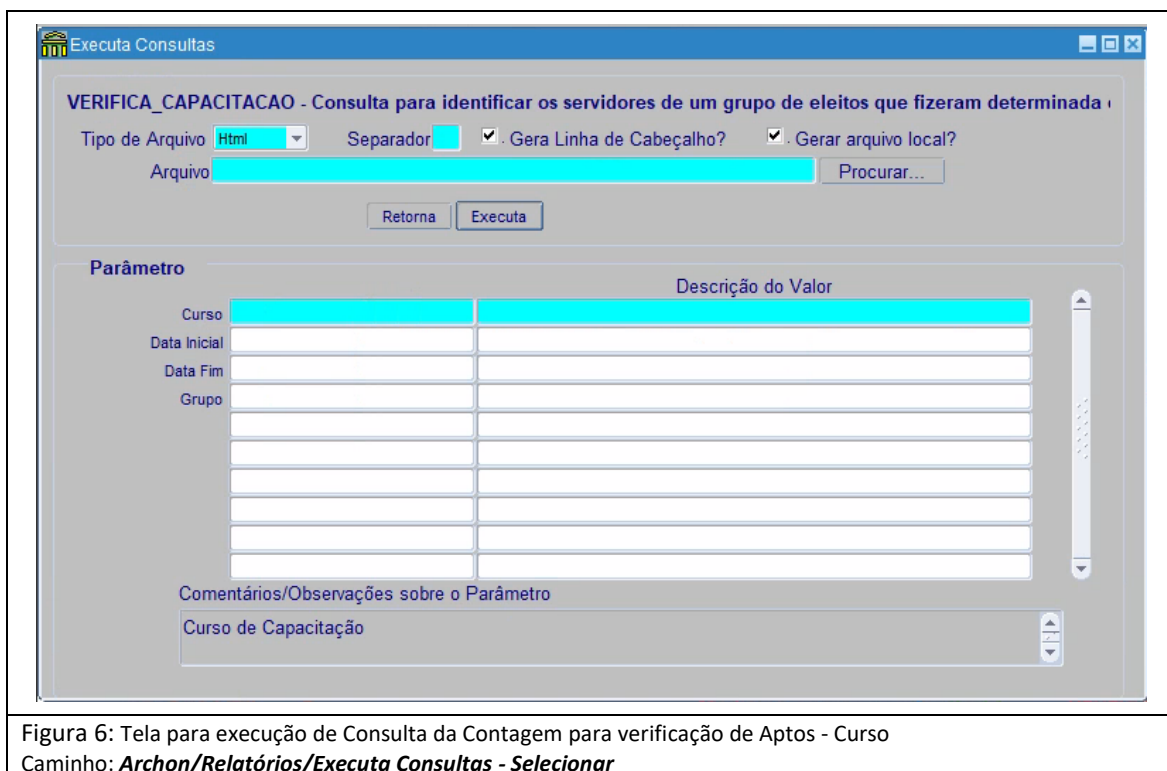 Executa Consultas
VERIFICA_CAPACITACAO - Consulta para identificar os servidores de um grupo de eleitos que fizeram determinada
Tipo de Arquivo Html Separador Gera Linha de Cabeçalho? Gerar arquivo local?
Arquivo Procurar...
Retorna Executa
Parâmetro
Descrição do Valor
Curso
Data Inicial
Data Fim
Grupo
Comentários/Observações sobre o Parâmetro
Curso de Capacitação
Figura 6: Tela para execução de Consulta da Contagem para verificação de Aptos - Curso
Caminho: Archon/Relatórios/Executa Consultas - Selecionar